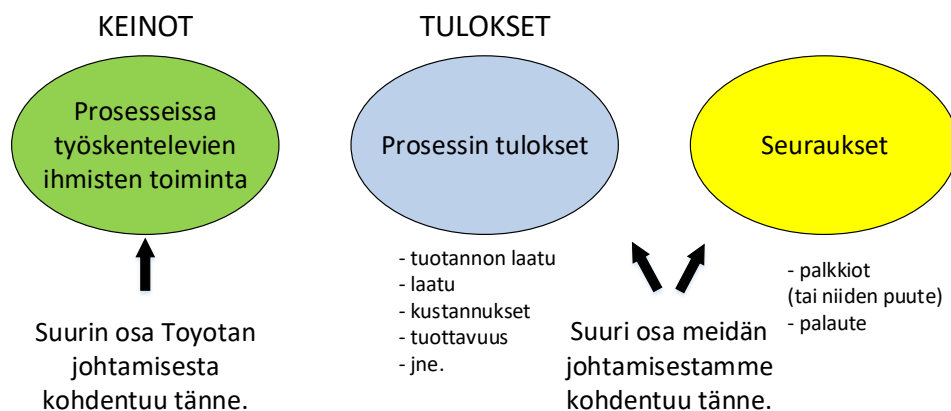 KEINOT
TULOKSET
Prosesseissa
työskentelevien
ihmisten toiminta
Prosessin tulokset
Seuraukset
- tuotannon laatu
- laatu
- kustannukset
- tuottavuus
- jne.
- palkkiot
(tai niiden puute)
- palaute
Suurin osa Toyotan
johtamisesta
kohdentuu tänne.
Suuri osa meidän
johtamisestamme
kohdentuu tänne.